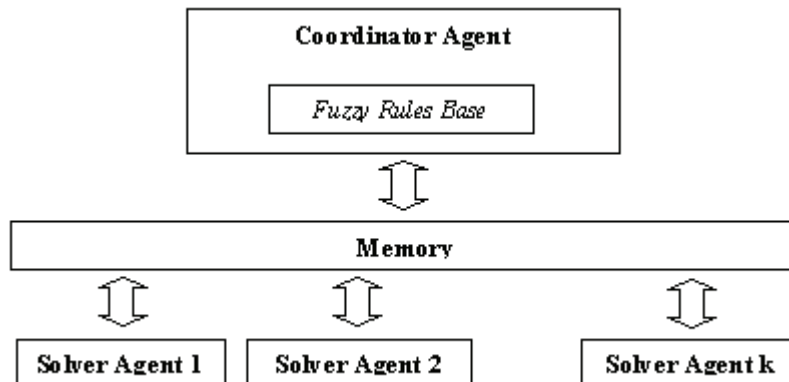 Coordinator Agent
Fuzzy Rules Base
Memory
Solver Agent 1
Solver Agent 2
Solver Agent k